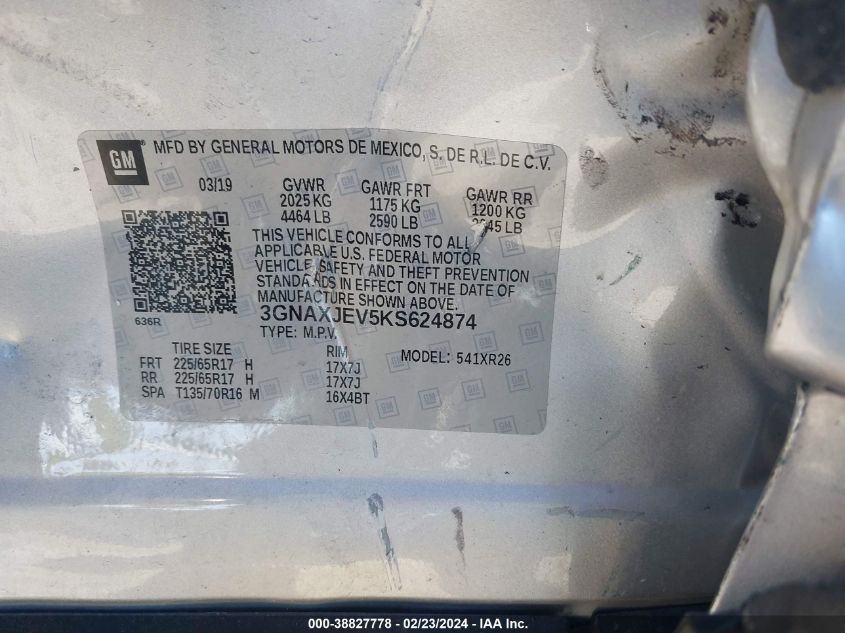 GM
MFD BY GENERAL MOTORS DE MEXICO, S. DE R.L. DE C.V.
03/19 GVWR GAWR FRT GAWR RR
2025 KG 1175 KG 1200 KG
4464 LB 2590 LB LB
THIS VEHICLE CONFORMS TO ALL
APPLICABLE U.S. FEDERAL MOTOR
VEHICLE SAFETY AND THEFT PREVENTION
STANDARDS IN EFFECT ON THE DATE OF
MANUFACTURE SHOWN ABOVE.
636R
3GNAXJEV5KS624874
TYPE: M.P.V.
TIRE SIZE RIM MODEL: 541XR26
FRT 225/65R17 H 17X7J
RR 225/65R17 H 17X7J
SPA T135/70R16 M 16X4BT
000-38827778 - 02/23/2024 - IAA Inc.